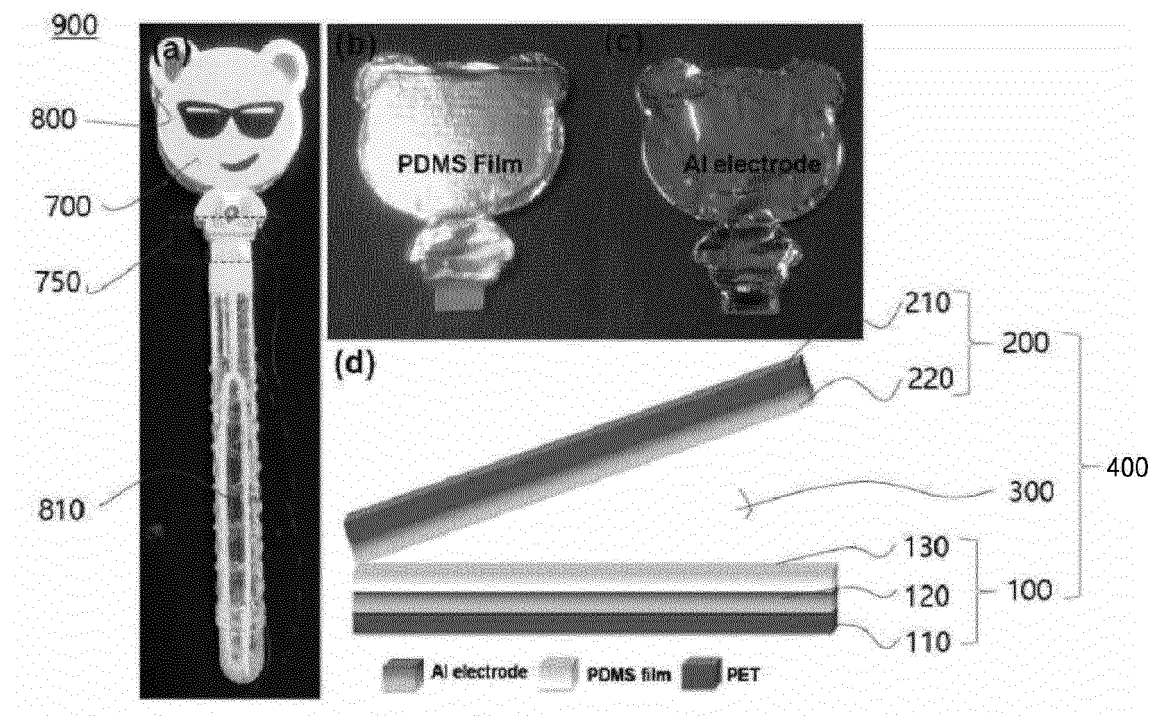 900
(a)
(b)
(c)
800
PDMS Film
Al electrode
700
750
210
200
(d)
220
400
810
300
130
120
100
110
Al electrode
PDMS film
PET